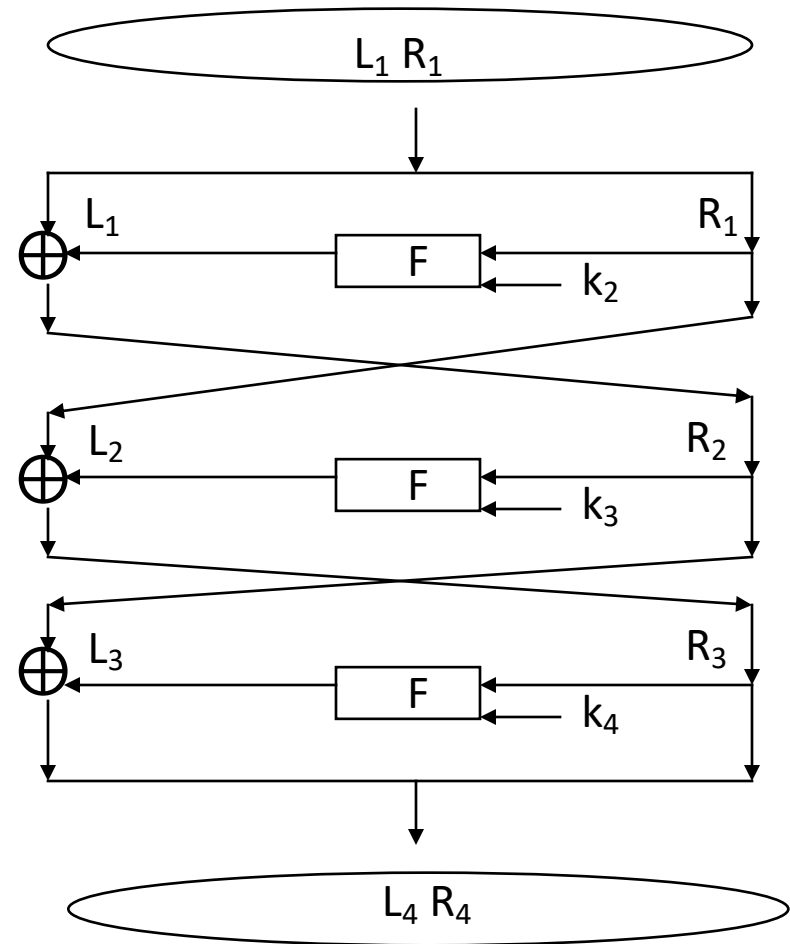 L₁ R₁
L₁ R₁
F
k₂
L₂ R₂
F
k₃
L₃ R₃
F
k₄
L₄ R₄